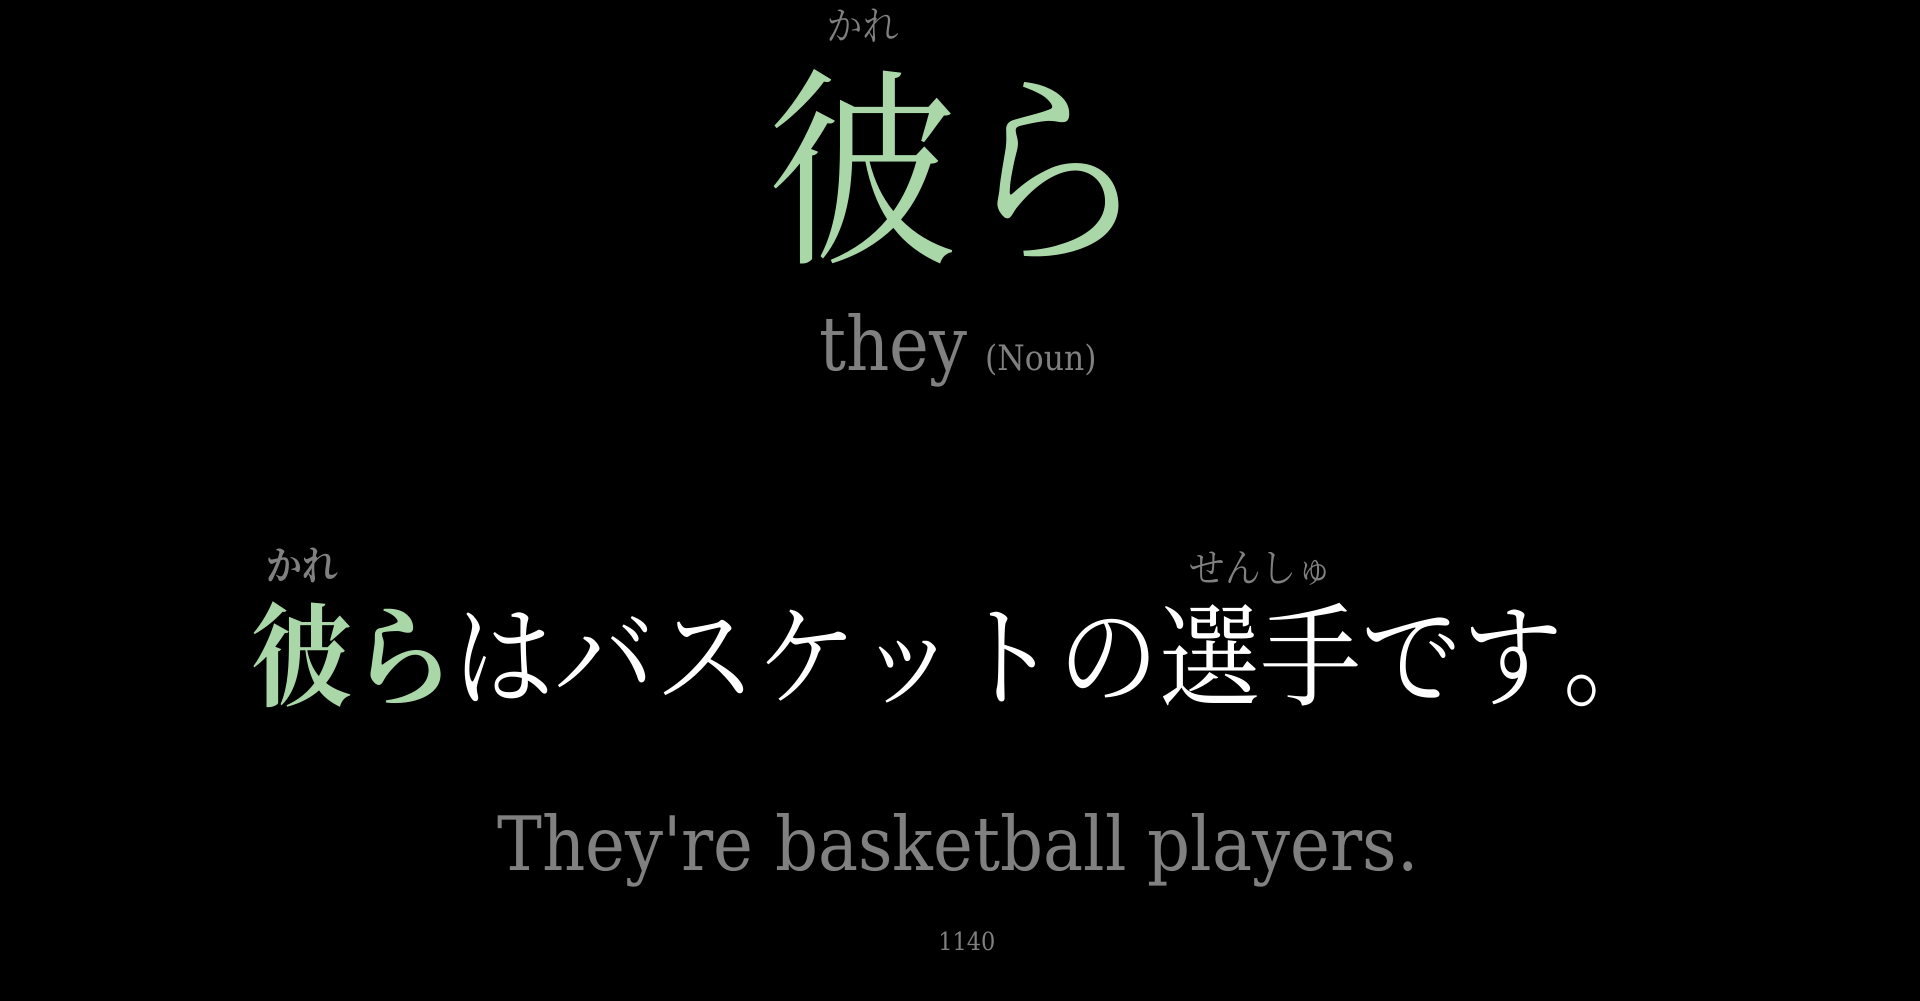 かれ
彼ら
they (Noun)
かれ せんしゅ
彼らはバスケットの選手です。
They're basketball players.
1140